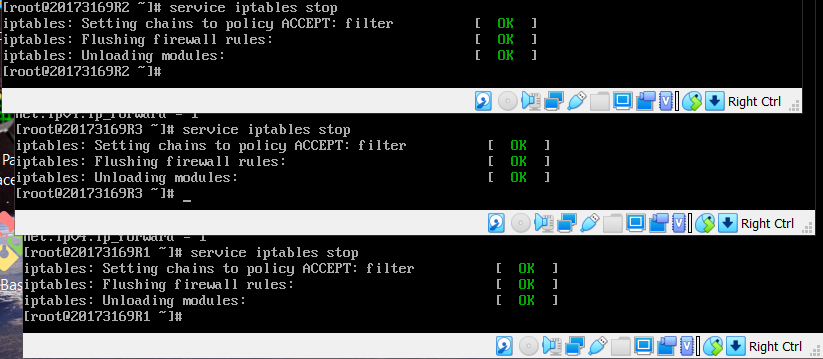 [root@20173169R2 ~]# service iptables stop
iptables: Setting chains to policy ACCEPT: filter          [  OK  ]
iptables: Flushing firewall rules:                         [  OK  ]
iptables: Unloading modules:                               [  OK  ]
[root@20173169R2 ~]#
Right Ctrl
net.ipv4.ip_forward = 1
[root@20173169R3 ~]# service iptables stop
iptables: Setting chains to policy ACCEPT: filter          [  OK  ]
iptables: Flushing firewall rules:                         [  OK  ]
iptables: Unloading modules:                               [  OK  ]
[root@20173169R3 ~]# _
Right Ctrl
net.ipv4.ip_forward = 1
[root@20173169R1 ~]# service iptables stop
iptables: Setting chains to policy ACCEPT: filter          [  OK  ]
iptables: Flushing firewall rules:                         [  OK  ]
iptables: Unloading modules:                               [  OK  ]
[root@20173169R1 ~]#
Right Ctrl
Pa
ace
Bas